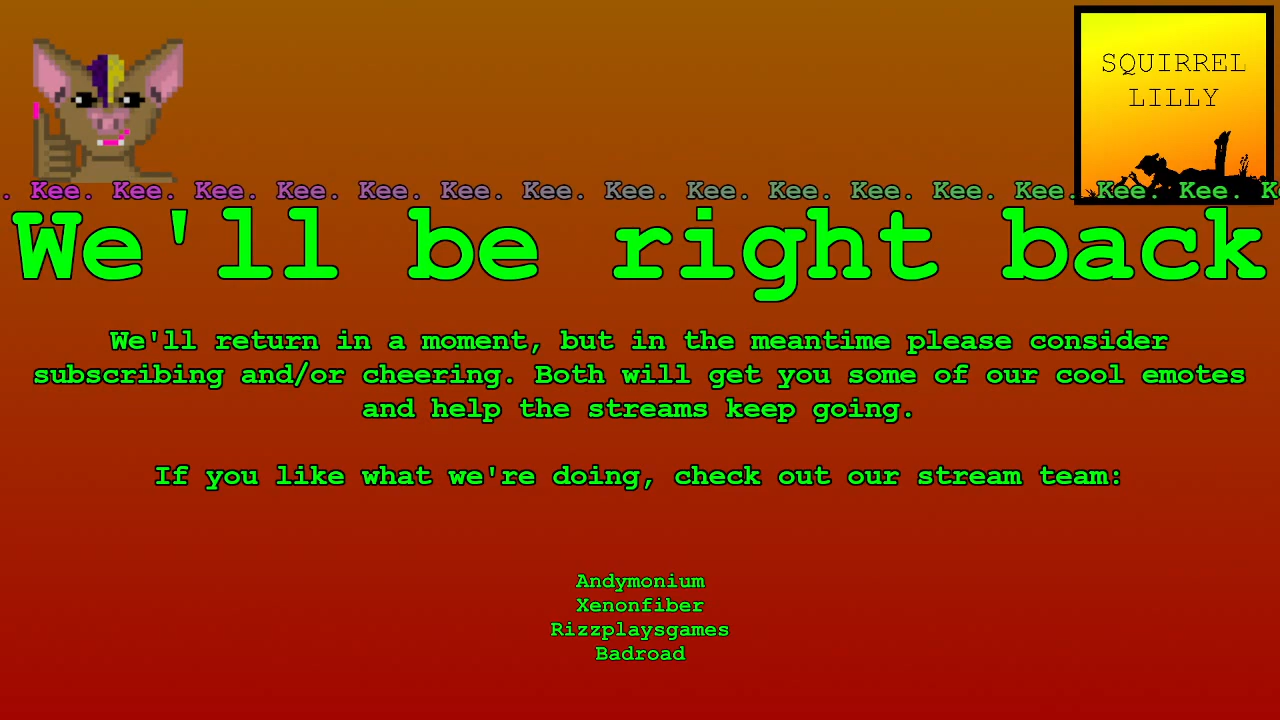 SQUIRREL
LILLY
. Kee. Kee. Kee. Kee. Kee. Kee. Kee. Kee. Kee. Kee. Kee. Kee. Kee. Kee. Kee. K
We'll be right back
We'll return in a moment, but in the meantime please consider
subscribing and/or cheering. Both will get you some of our cool emotes
and help the streams keep going.
If you like what we're doing, check out our stream team:
Andymonium
Xenonfiber
Rizzplaysgames
Badroad